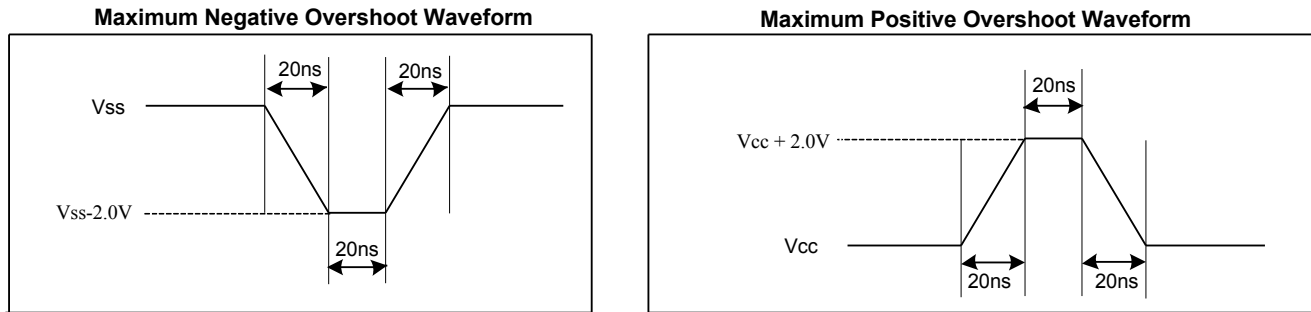 Maximum Negative Overshoot Waveform
20ns
20ns
Vss
Vss-2.0V
20ns
Maximum Positive Overshoot Waveform
20ns
Vcc + 2.0V
Vcc
20ns
20ns